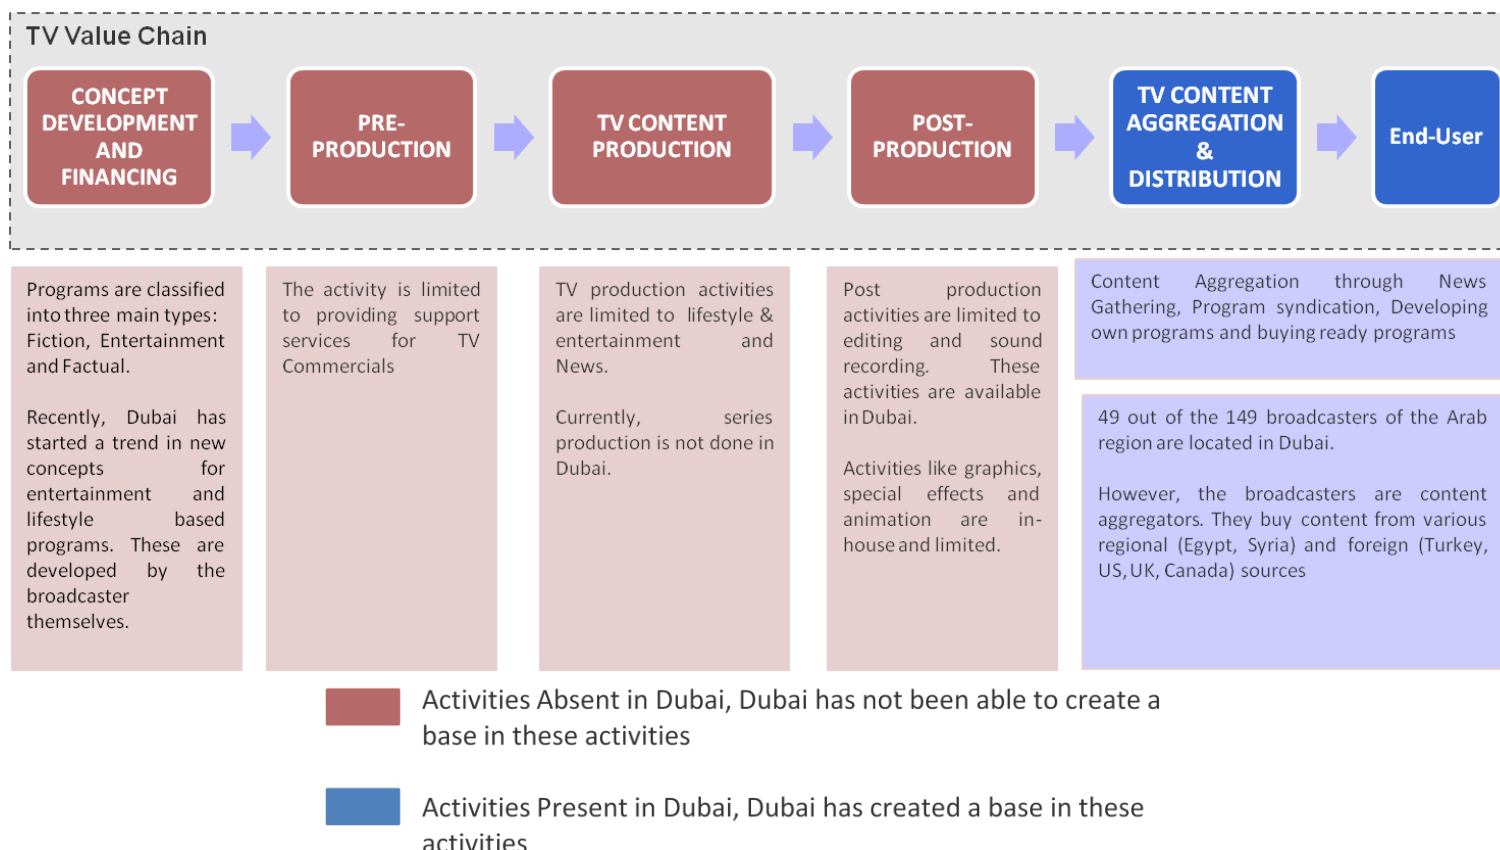 TV Value Chain
CONCEPT
DEVELOPMENT
AND
FINANCING
PRE-
PRODUCTION
TV CONTENT
PRODUCTION
POST-
PRODUCTION
TV CONTENT
AGGREGATION
&
DISTRIBUTION
End-User
Programs are classified
into three main types:
Fiction, Entertainment
and Factual.
Recently, Dubai has
started a trend in new
concepts for
entertainment and
lifestyle based
programs. These are
developed by the
broadcaster
themselves.
The activity is limited
to providing support
services for TV
Commercials
TV production activities
are limited to lifestyle &
entertainment and
News.
Currently, series
production is not done in
Dubai.
Post production
activities are limited to
editing and sound
recording. These
activities are available
in Dubai.
Activities like graphics,
special effects and
animation are in-
house and limited.
Content Aggregation through News
Gathering, Program syndication, Developing
own programs and buying ready programs
49 out of the 149 broadcasters of the Arab
region are located in Dubai.
However, the broadcasters are content
aggregators. They buy content from various
regional (Egypt, Syria) and foreign (Turkey,
US, UK, Canada) sources
Activities Absent in Dubai, Dubai has not been able to create a
base in these activities
Activities Present in Dubai, Dubai has created a base in these
activities